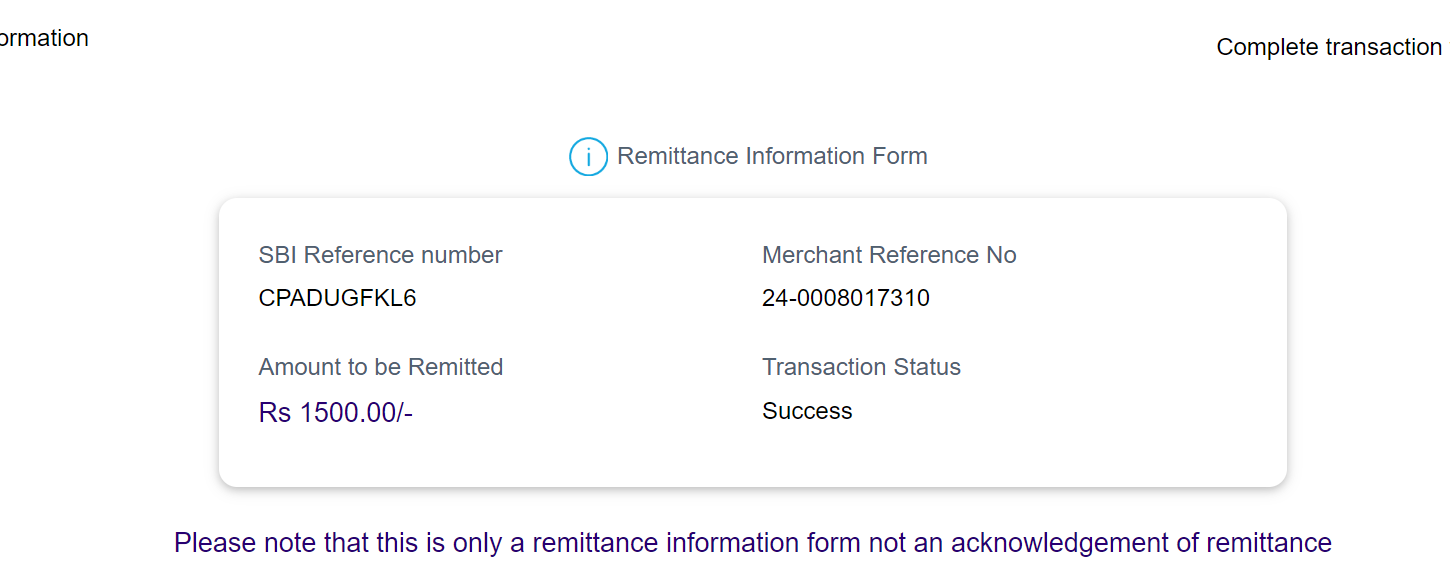 ormation
Complete transaction
i Remittance Information Form
SBI Reference number
CPADUGFKL6
Merchant Reference No
24-0008017310
Amount to be Remitted
Rs 1500.00/-
Transaction Status
Success
Please note that this is only a remittance information form not an acknowledgement of remittance